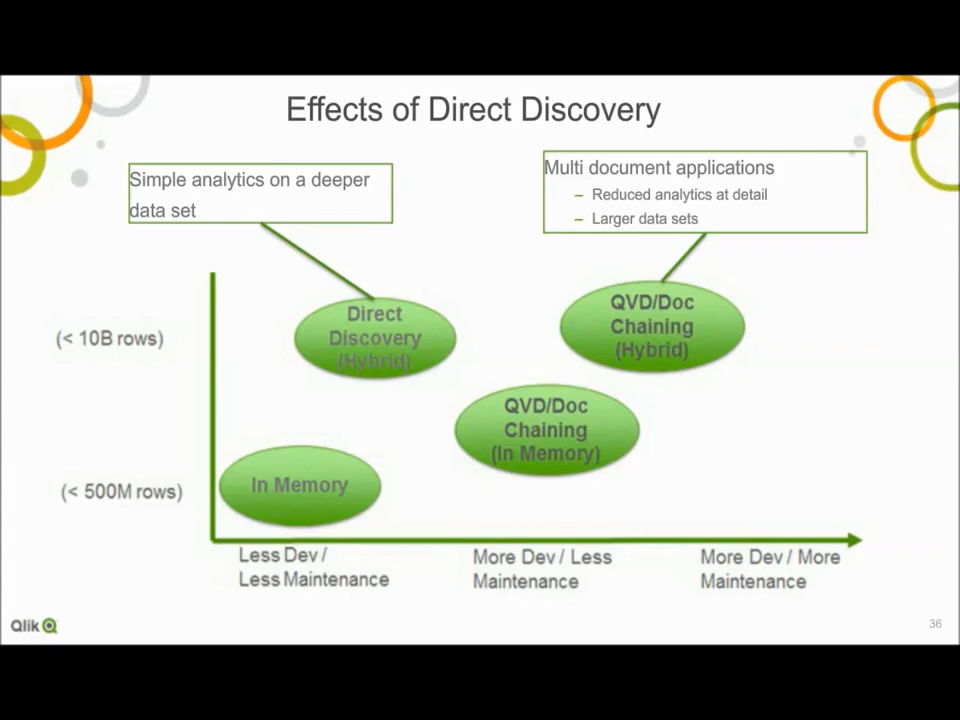 Effects of Direct Discovery
Simple analytics on a deeper
data set
Multi document applications
– Reduced analytics at detail
– Larger data sets
(< 10B rows)
Direct
Discovery
(Hybrid)
QVD/Doc
Chaining
(Hybrid)
QVD/Doc
Chaining
(In Memory)
(< 500M rows)
In Memory
Less Dev /
Less Maintenance
More Dev / Less
Maintenance
More Dev / More
Maintenance
Qlik
36